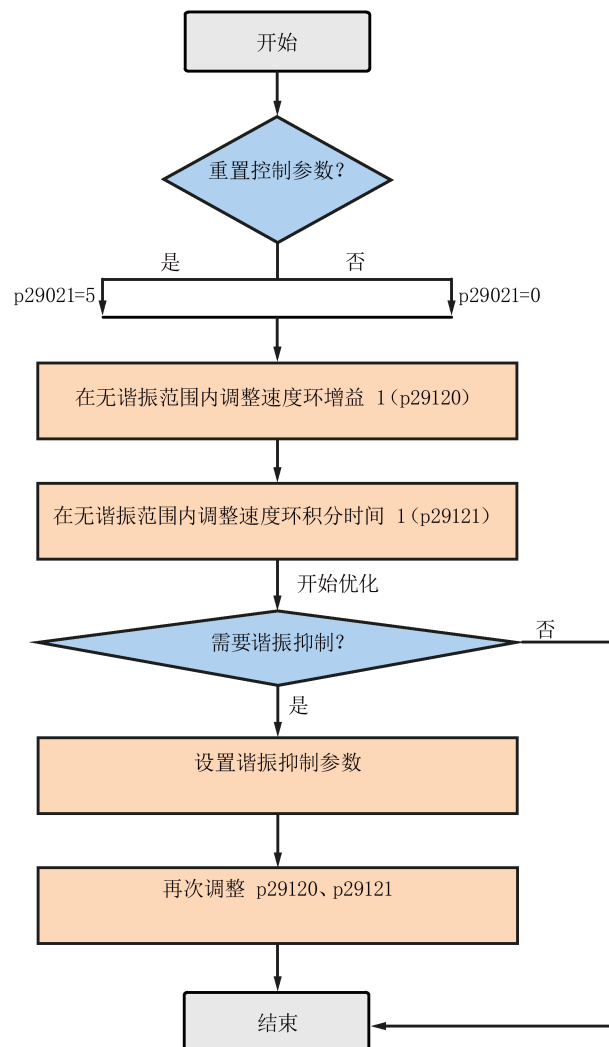 开始
重置控制参数？
是
否
p29021=5
p29021=0
在无谐振范围内调整速度环增益 1（p29120）
在无谐振范围内调整速度环积分时间 1（p29121）
开始优化
需要谐振抑制？
否
是
设置谐振抑制参数
再次调整 p29120、p29121
结束